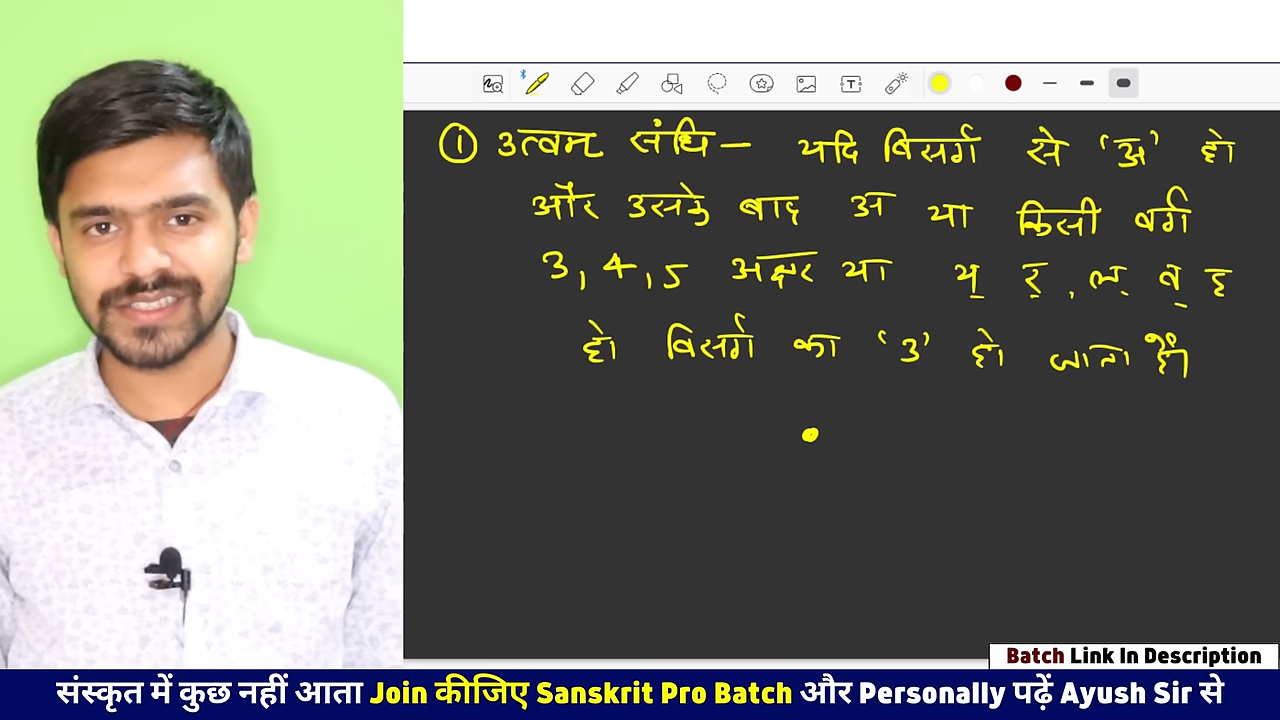 ① उत्वम संधि — यदि विसर्ग से 'अ' हो
और उसके बाद अ या किसी वर्ग
3, 4, 5 अक्षर या य् र् , ल् व् ह
हो विसर्ग का 'उ' हो जाता है।
Batch Link In Description
संस्कृत में कुछ नहीं आता Join कीजिए Sanskrit Pro Batch और Personally पढ़ें Ayush Sir से